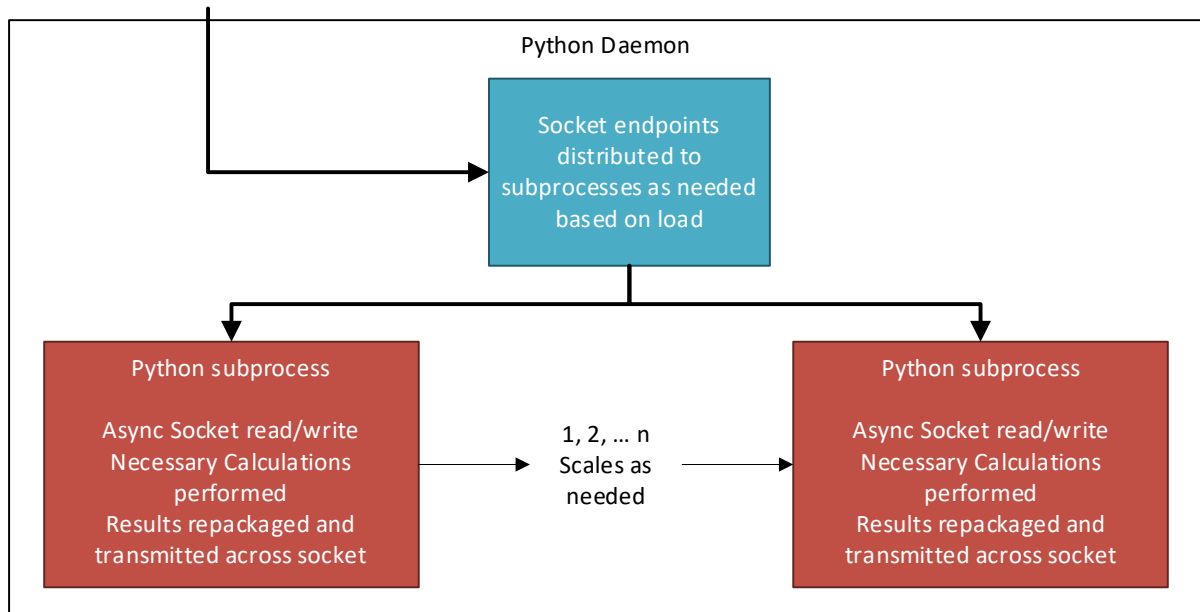 Python Daemon
Socket endpoints
distributed to
subprocesses as needed
based on load
Python subprocess
Async Socket read/write
Necessary Calculations
performed
Results repackaged and
transmitted across socket
1, 2, ... n
Scales as
needed
Python subprocess
Async Socket read/write
Necessary Calculations
performed
Results repackaged and
transmitted across socket